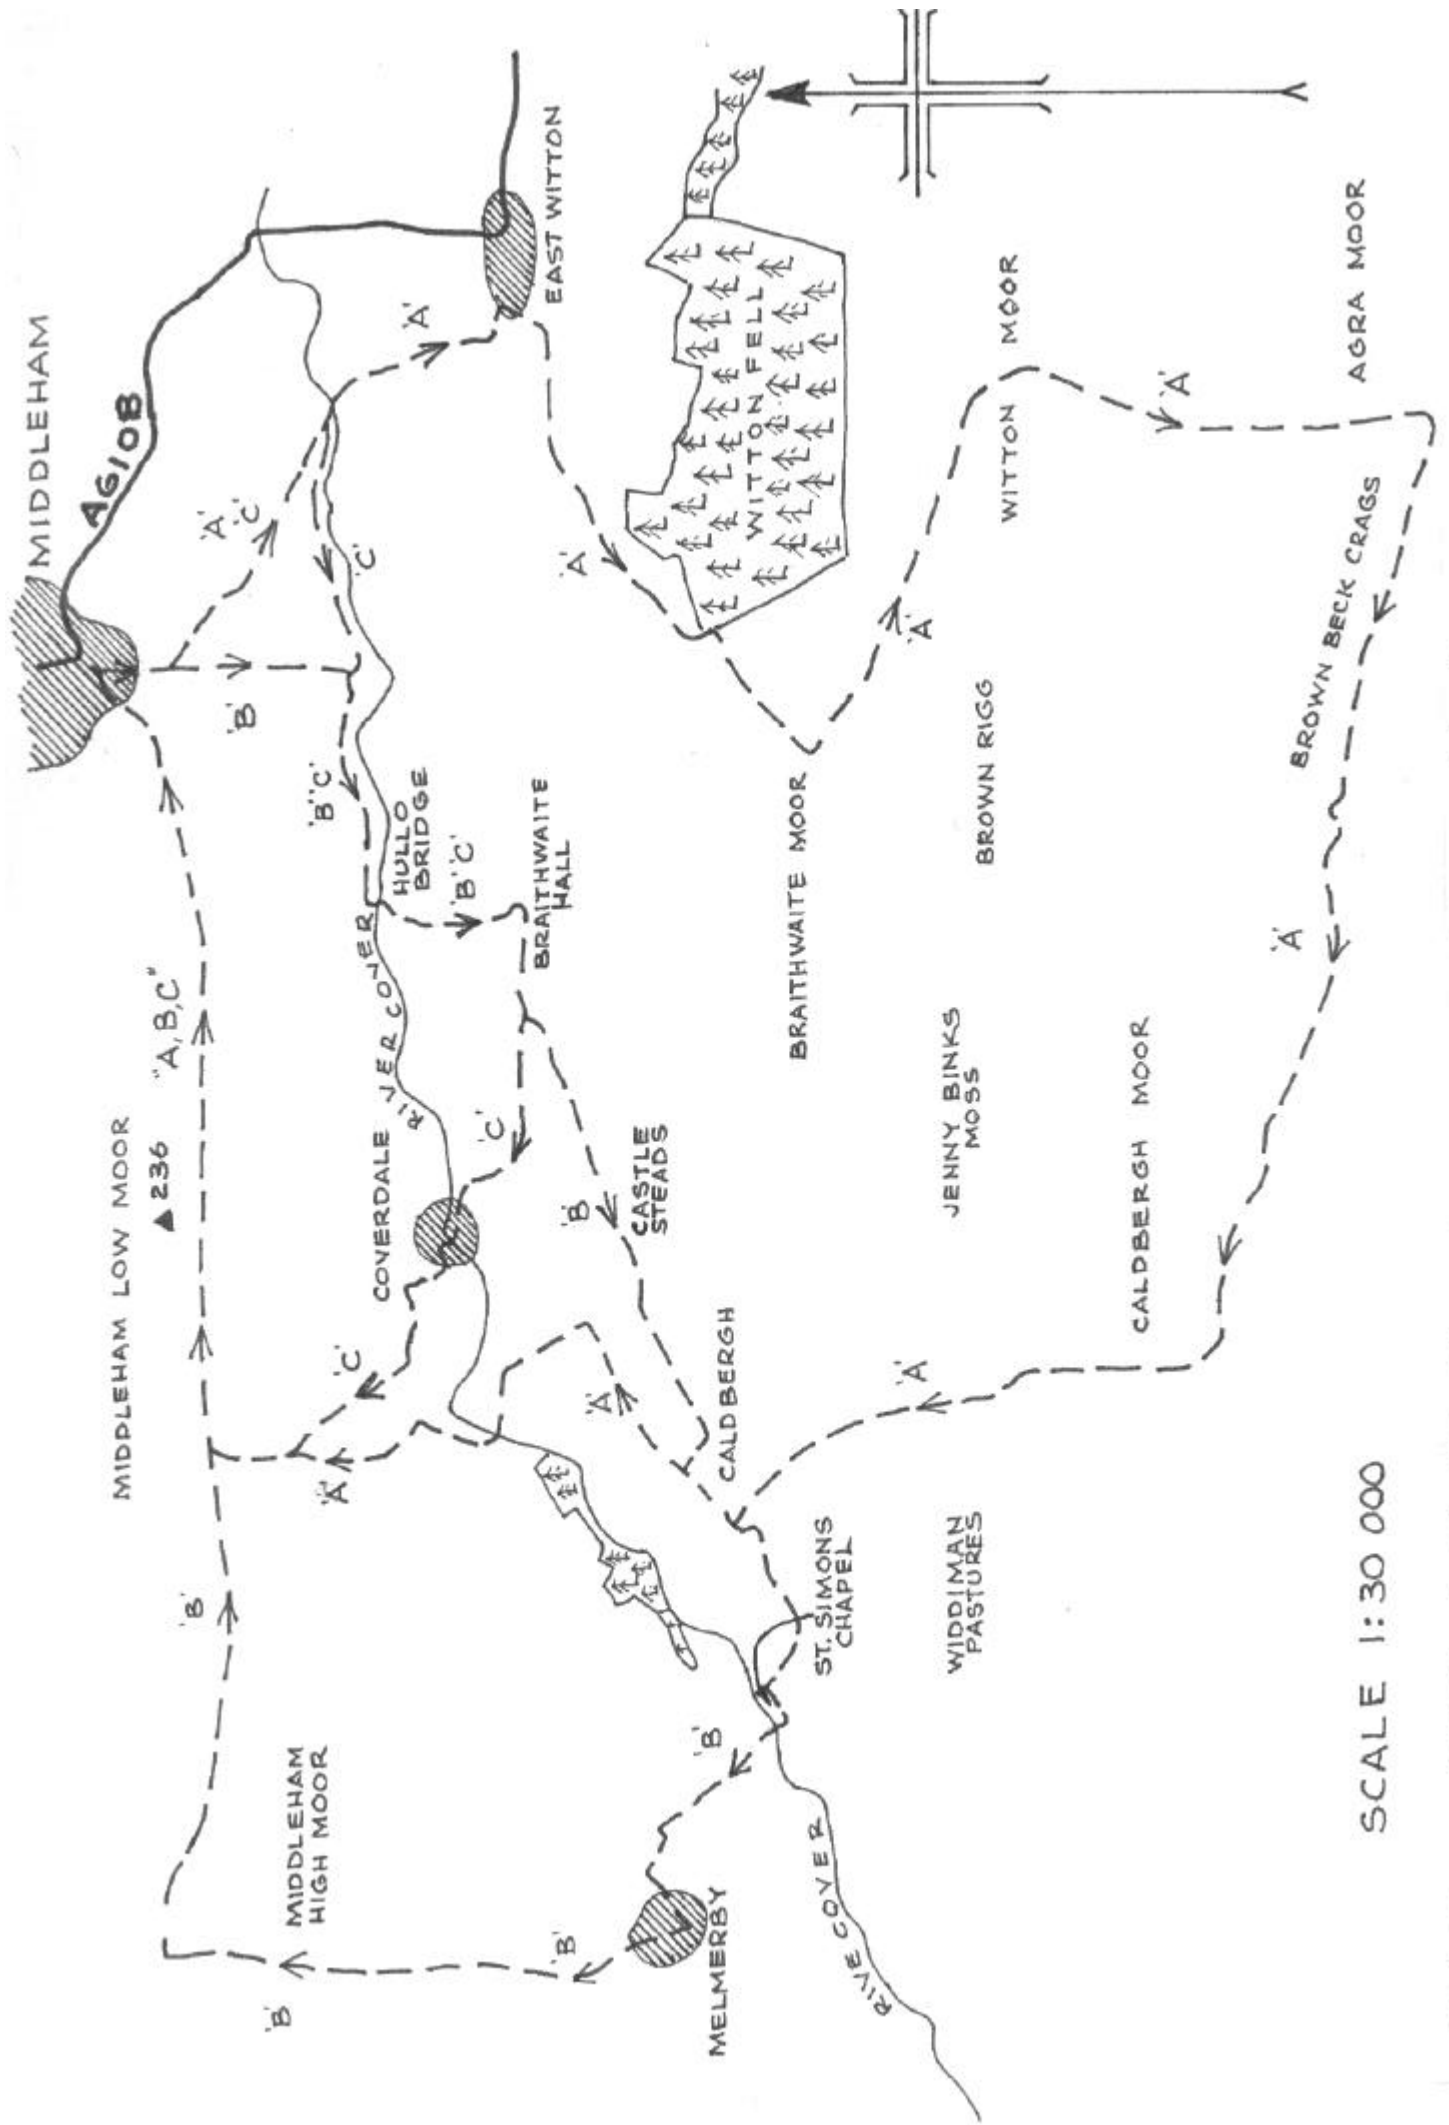 MIDDLEHAM
A6108
MIDDLEHAM LOW MOOR
236
"A,B,C"
'B'
'A'
'C'
'B'
'B'
MIDDLEHAM
HIGH MOOR
'B''C'
'A'
'C'
'C'
COVERDALE
RIVER COVER
HULLO
BRIDGE
'A'
'B''C'
'C'
BRAITHWAITE
HALL
EAST WITTON
'B'
'B'
'A'
'A'
CASTLE
STEADS
MELMERBY
'B'
CALDBERGH
WITTON FELL
BRAITHWAITE MOOR
ST. SIMONS
CHAPEL
RIVE COVER
'A'
'A'
WIDDIMAN
PASTURES
JENNY BINKS
MOSS
BROWN RIGG
WITTON MOOR
CALDBERGH MOOR
'A'
'A'
BROWN BECK CRAGS
AGRA MOOR
SCALE 1:30 000